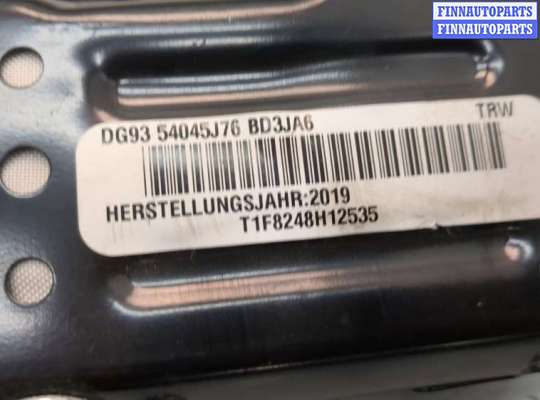 FINNAUTOPARTS
FINNAUTOPARTS
TRW
DG93 54045J76 BD3JA6
HERSTELLUNGSJAHR:2019
T1F8248H12535